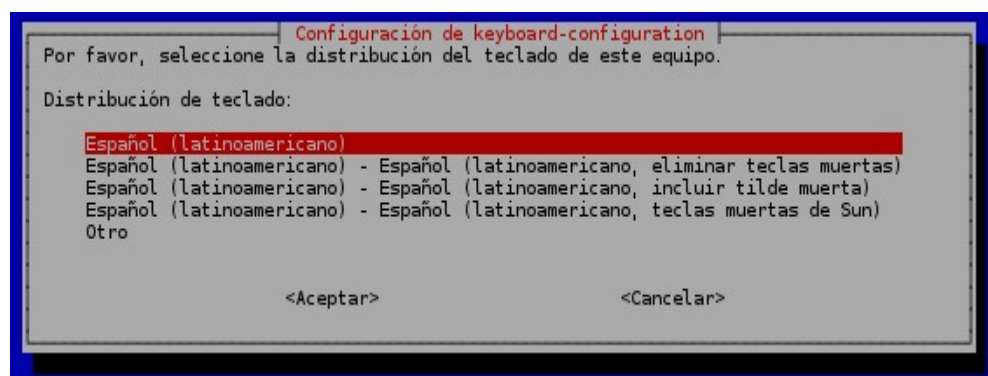 Configuración de keyboard-configuration
Por favor, seleccione la distribución del teclado de este equipo.
Distribución de teclado:
Español (latinoamericano)
Español (latinoamericano) - Español (latinoamericano, eliminar teclas muertas)
Español (latinoamericano) - Español (latinoamericano, incluir tilde muerta)
Español (latinoamericano) - Español (latinoamericano, teclas muertas de Sun)
Otro
<Aceptar> <Cancelar>